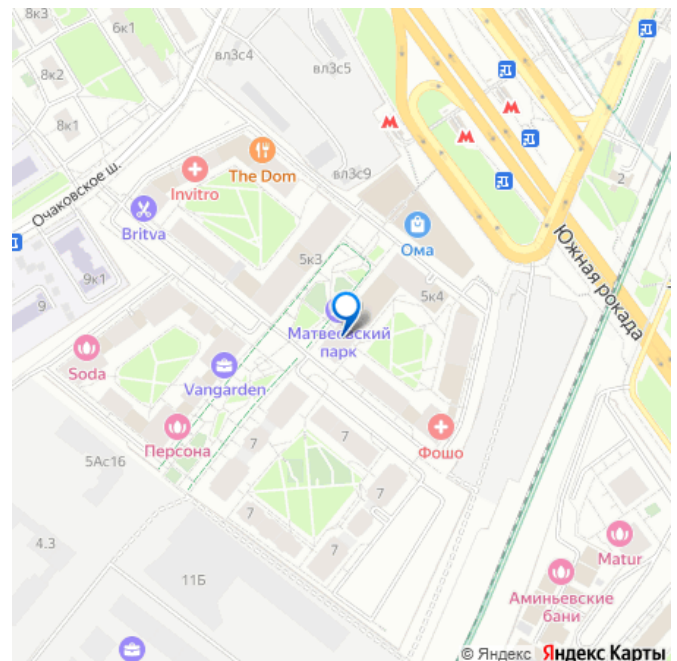 8к3
6к1
вл3с4
вл3с5
8к2
8к1
The Dom
вл3с9
Invitro
2
Очаковское ш.
Britva
Ома
Южная рокада
5к3
9к1
5к4
9
Матвеевский
парк
Soda
Vangarden
Персона
7
7
Фошо
5Ас16
7
7
4.3
7
Matur
11Б
Аминьевские
бани
© Яндекс Яндекс Карты